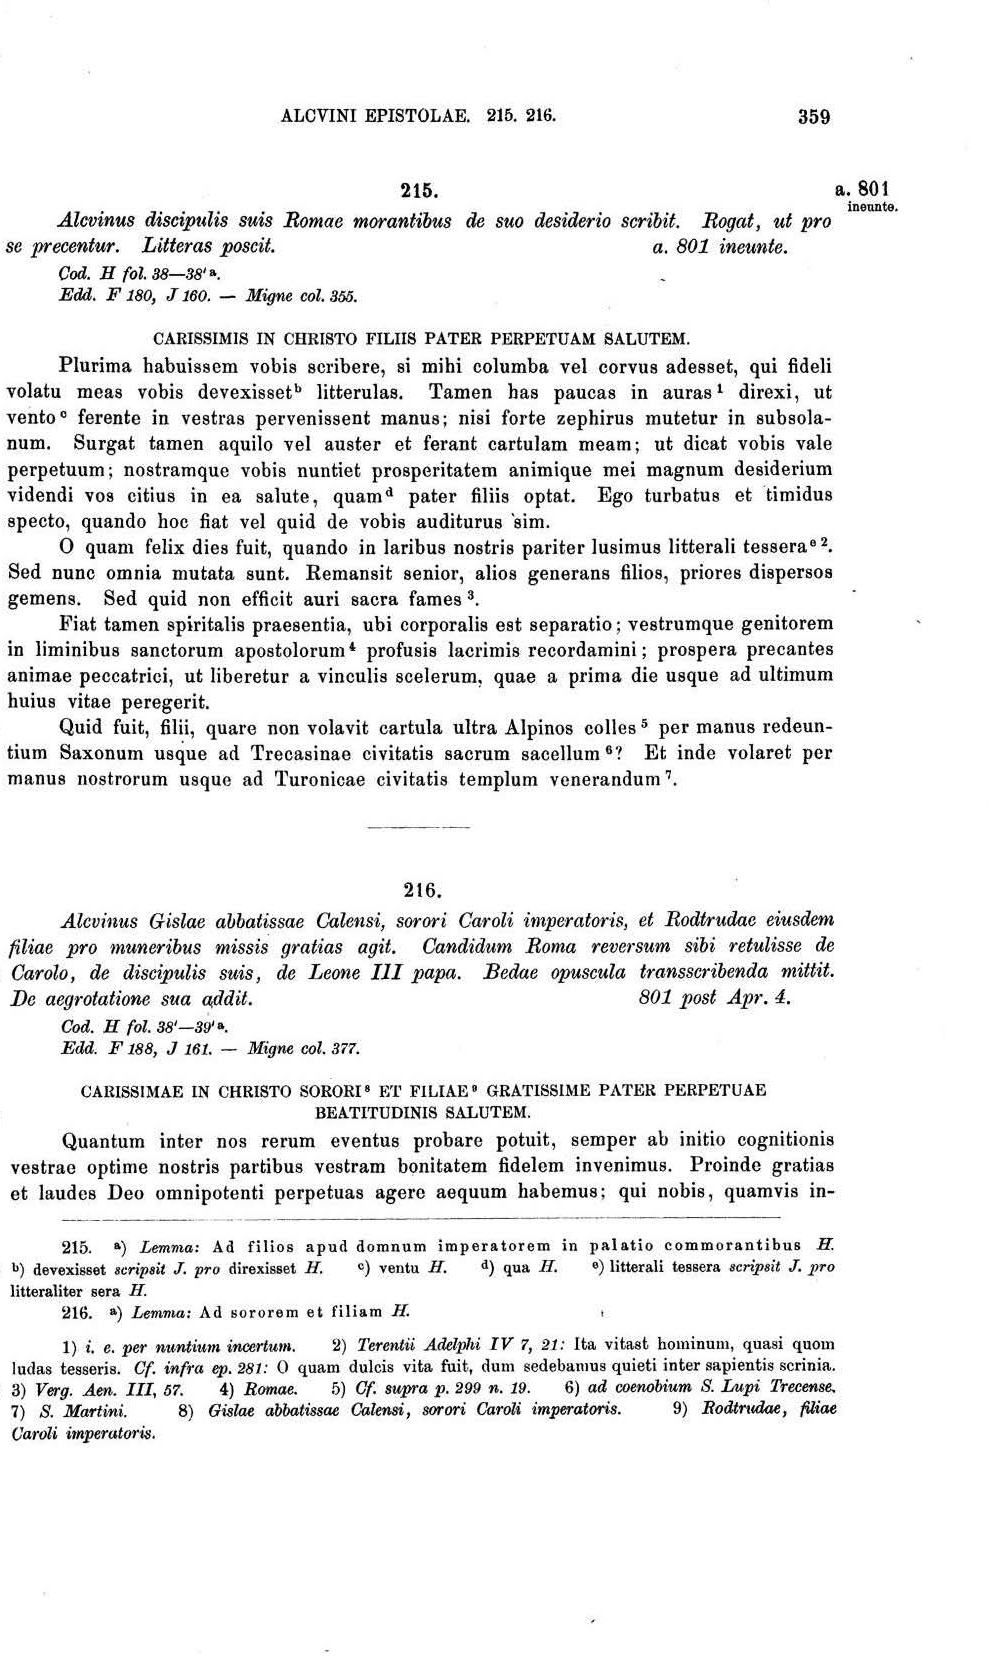 ALCVINI EPISTOLAE. 215. 216. 359
215. a. 801
ineunte.
Alcvinus discipulis suis Romae morantibus de suo desiderio scribit. Rogat, ut pro
se precentur. Litteras poscit. a. 801 ineunte.
Cod. H fol. 38—38' a.
Edd. F 180, J 160. — Migne col. 355.
CARISSIMIS IN CHRISTO FILIIS PATER PERPETUAM SALUTEM.
Plurima habuissem vobis scribere, si mihi columba vel corvus adesset, qui fideli
volatu meas vobis devexisset b litterulas. Tamen has paucas in auras 1 direxi, ut
vento c ferente in vestras pervenissent manus; nisi forte zephirus mutetur in subsola-
num. Surgat tamen aquilo vel auster et ferant cartulam meam; ut dicat vobis vale
perpetuum; nostramque vobis nuntiet prosperitatem animique mei magnum desiderium
videndi vos citius in ea salute, quam d pater filiis optat. Ego turbatus et timidus
specto, quando hoc fiat vel quid de vobis auditurus sim.
O quam felix dies fuit, quando in laribus nostris pariter lusimus litterali tessera e 2.
Sed nunc omnia mutata sunt. Remansit senior, alios generans filios, priores dispersos
gemens. Sed quid non efficit auri sacra fames 3.
Fiat tamen spiritalis praesentia, ubi corporalis est separatio; vestrumque genitorem
in liminibus sanctorum apostolorum 4 profusis lacrimis recordamini; prospera precantes
animae peccatrici, ut liberetur a vinculis scelerum, quae a prima die usque ad ultimum
huius vitae peregerit.
Quid fuit, filii, quare non volavit cartula ultra Alpinos colles 5 per manus redeun-
tium Saxonum usque ad Trecasinae civitatis sacrum sacellum 6? Et inde volaret per
manus nostrorum usque ad Turonicae civitatis templum venerandum 7.
216.
Alcvinus Gislae abbatissae Calensi, sorori Caroli imperatoris, et Rodtrudae eiusdem
filiae pro muneribus missis gratias agit. Candidum Roma reversum sibi retulisse de
Carolo, de discipulis suis, de Leone III papa. Bedae opuscula transscribenda mittit.
De aegrotatione sua addit. 801 post Apr. 4.
Cod. H fol. 38'—39' a.
Edd. F 188, J 161. — Migne col. 377.
CARISSIMAE IN CHRISTO SORORI 8 ET FILIAE 9 GRATISSIME PATER PERPETUAE
BEATITUDINIS SALUTEM.
Quantum inter nos rerum eventus probare potuit, semper ab initio cognitionis
vestrae optime nostris partibus vestram bonitatem fidelem invenimus. Proinde gratias
et laudes Deo omnipotenti perpetuas agere aequum habemus; qui nobis, quamvis in-
215. a) Lemma: Ad filios apud domnum imperatorem in palatio commorantibus H.
b) devexisset scripsit J. pro direxisset H. c) ventu H. d) qua H. e) litterali tessera scripsit J. pro
litteraliter sera H.
216. a) Lemma: Ad sororem et filiam H.
1) i. e. per nuntium incertum. 2) Terentii Adelphi IV 7, 21: Ita vitast hominum, quasi quom
ludas tesseris. Cf. infra ep. 281: O quam dulcis vita fuit, dum sedebamus quieti inter sapientis scrinia.
3) Verg. Aen. III, 57. 4) Romae. 5) Cf. supra p. 299 n. 19. 6) ad coenobium S. Lupi Trecense.
7) S. Martini. 8) Gislae abbatissae Calensi, sorori Caroli imperatoris. 9) Rodtrudae, filiae
Caroli imperatoris.